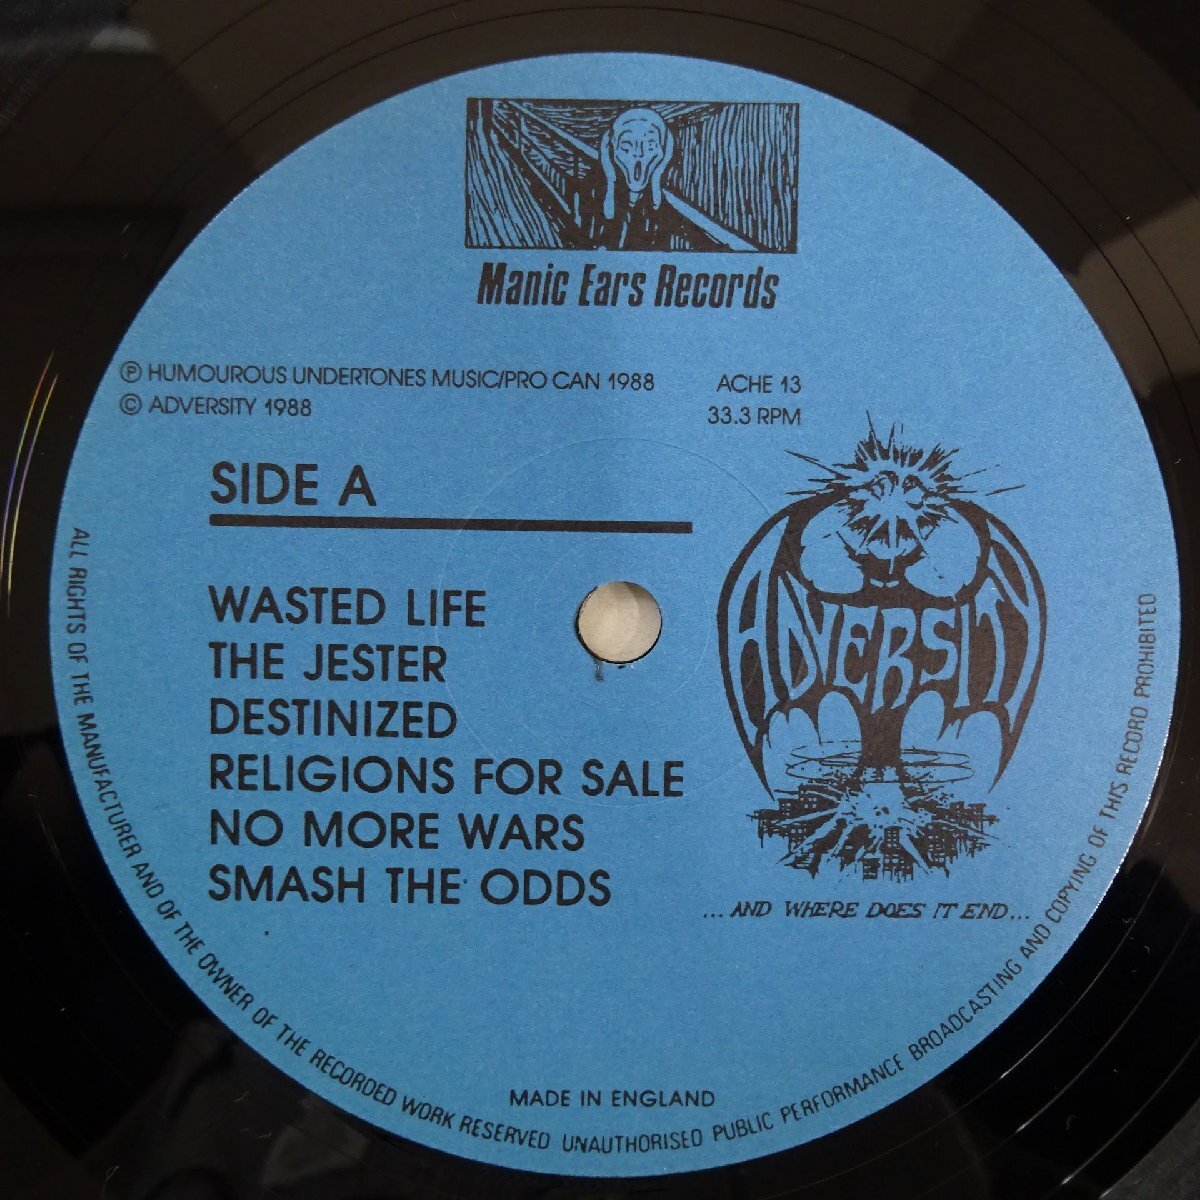 Manic Ears Records
℗ HUMOUROUS UNDERTONES MUSIC/PRO CAN 1988
© ADVERSITY 1988
ACHE 13
33.3 RPM
SIDE A
WASTED LIFE
THE JESTER
DESTINIZED
RELIGIONS FOR SALE
NO MORE WARS
SMASH THE ODDS
ADVERSITY
...AND WHERE DOES IT END...
MADE IN ENGLAND
ALL RIGHTS OF THE MANUFACTURER AND OF THE OWNER OF THE RECORDED WORK RESERVED UNAUTHORISED PUBLIC PERFORMANCE BROADCASTING AND COPYING OF THIS RECORD PROHIBITED